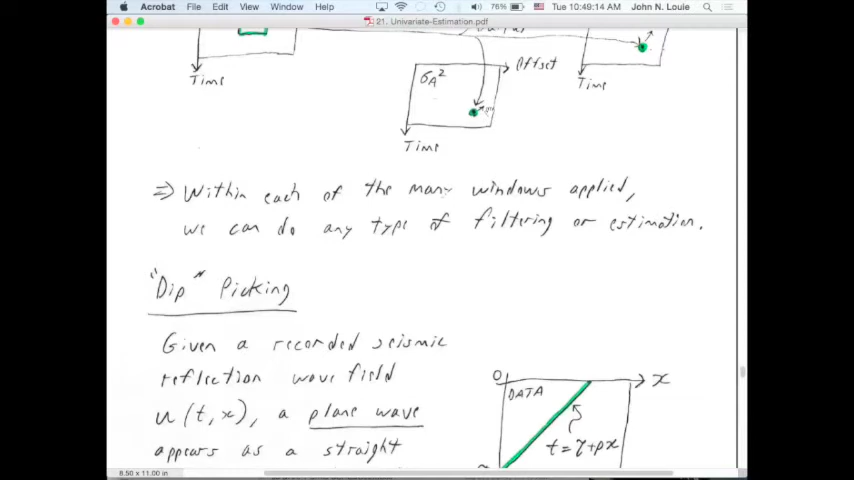 Acrobat File Edit View Window Help 76% Tue 10:49:14 AM John N. Louie
21. Univariate-Estimation.pdf
Time
σA²
Offset
Time
Time
⇒ Within each of the many windows applied,
we can do any type of filtering or estimation.
"Dip" Picking
Given a recorded seismic
reflection wave field
u(t,x), a plane wave
appears as a straight
0
x
DATA
t=τ+px
8.50 x 11.00 in